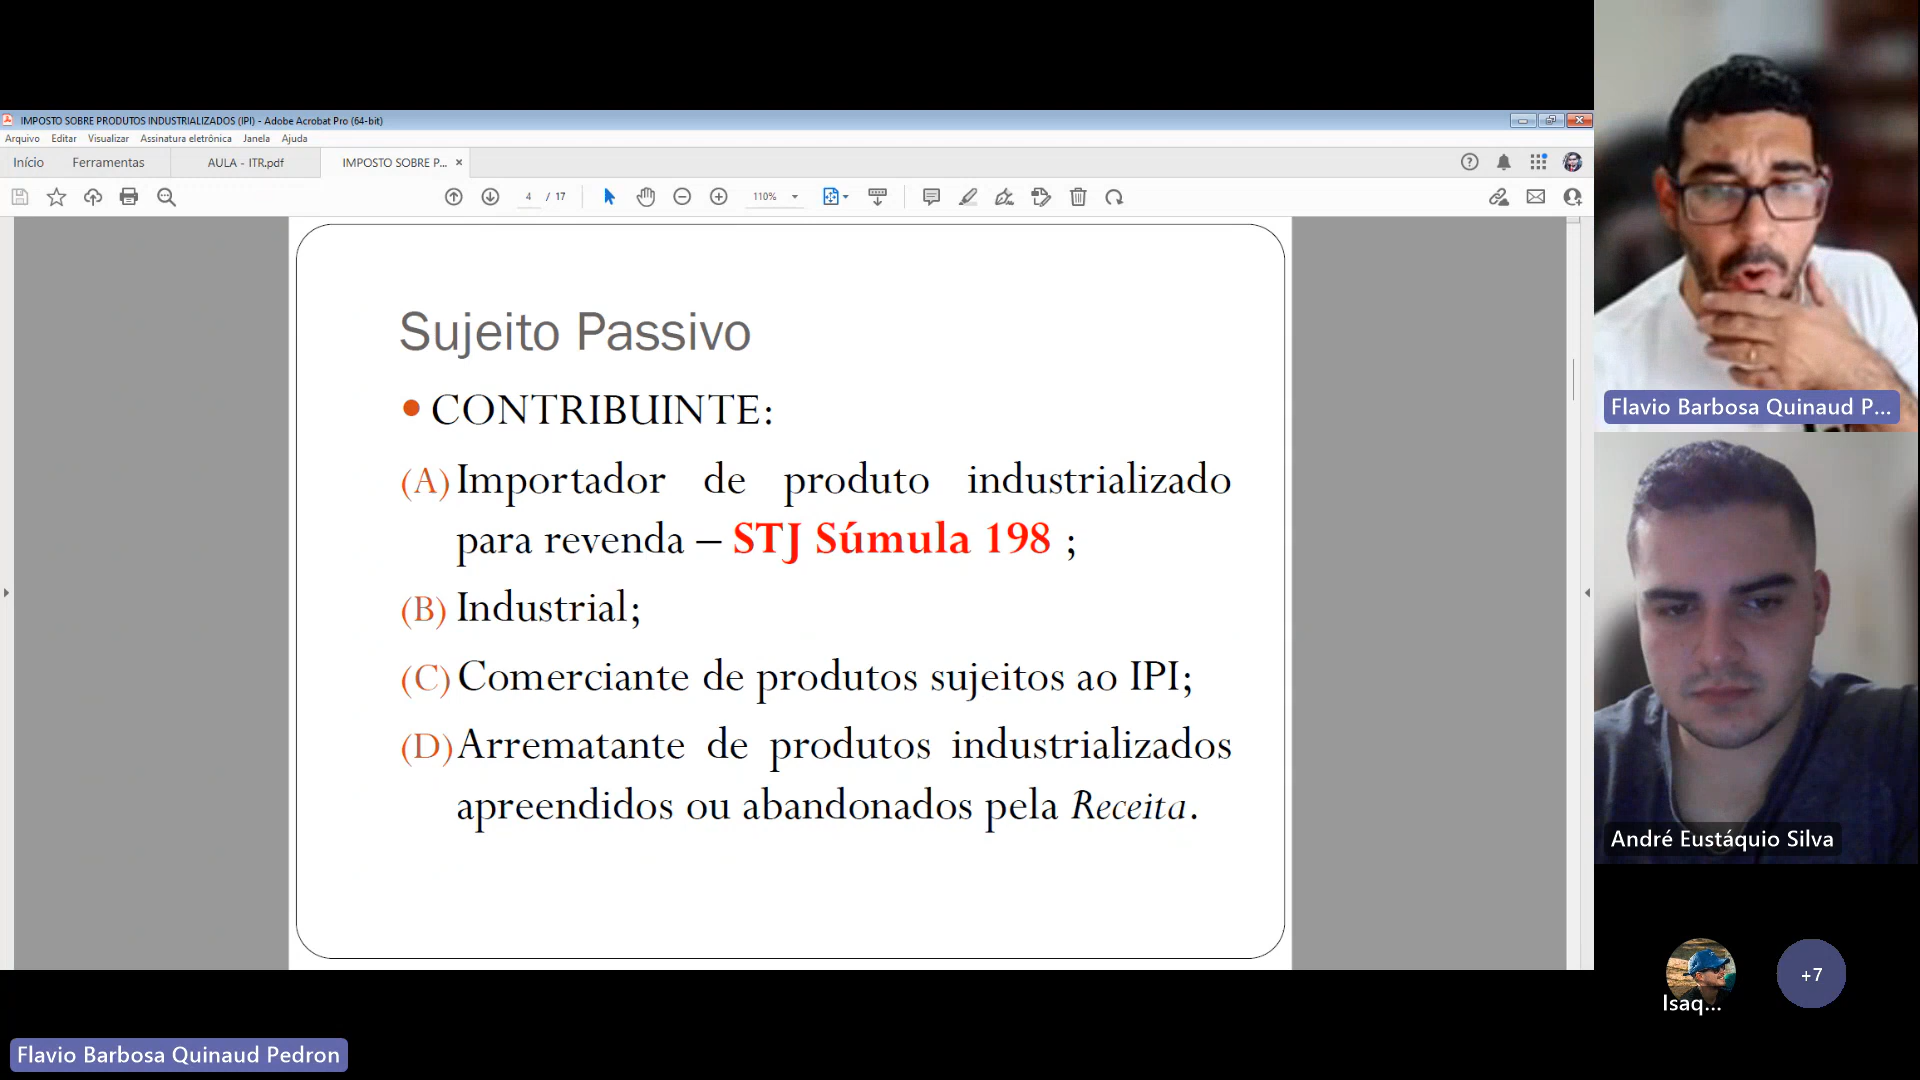 IMPOSTO SOBRE PRODUTOS INDUSTRIALIZADOS (IPI) - Adobe Acrobat Pro (64-bit)
Arquivo Editar Visualizar Assinatura eletrônica Janela Ajuda
Início Ferramentas AULA - ITR.pdf IMPOSTO SOBRE P... ×
4 / 17 110%
Sujeito Passivo
• CONTRIBUINTE:
(A) Importador de produto industrializado
para revenda – STJ Súmula 198 ;
(B) Industrial;
(C) Comerciante de produtos sujeitos ao IPI;
(D) Arrematante de produtos industrializados
apreendidos ou abandonados pela Receita.
Flavio Barbosa Quinaud P...
André Eustáquio Silva
Isaq...
+7
Flavio Barbosa Quinaud Pedron